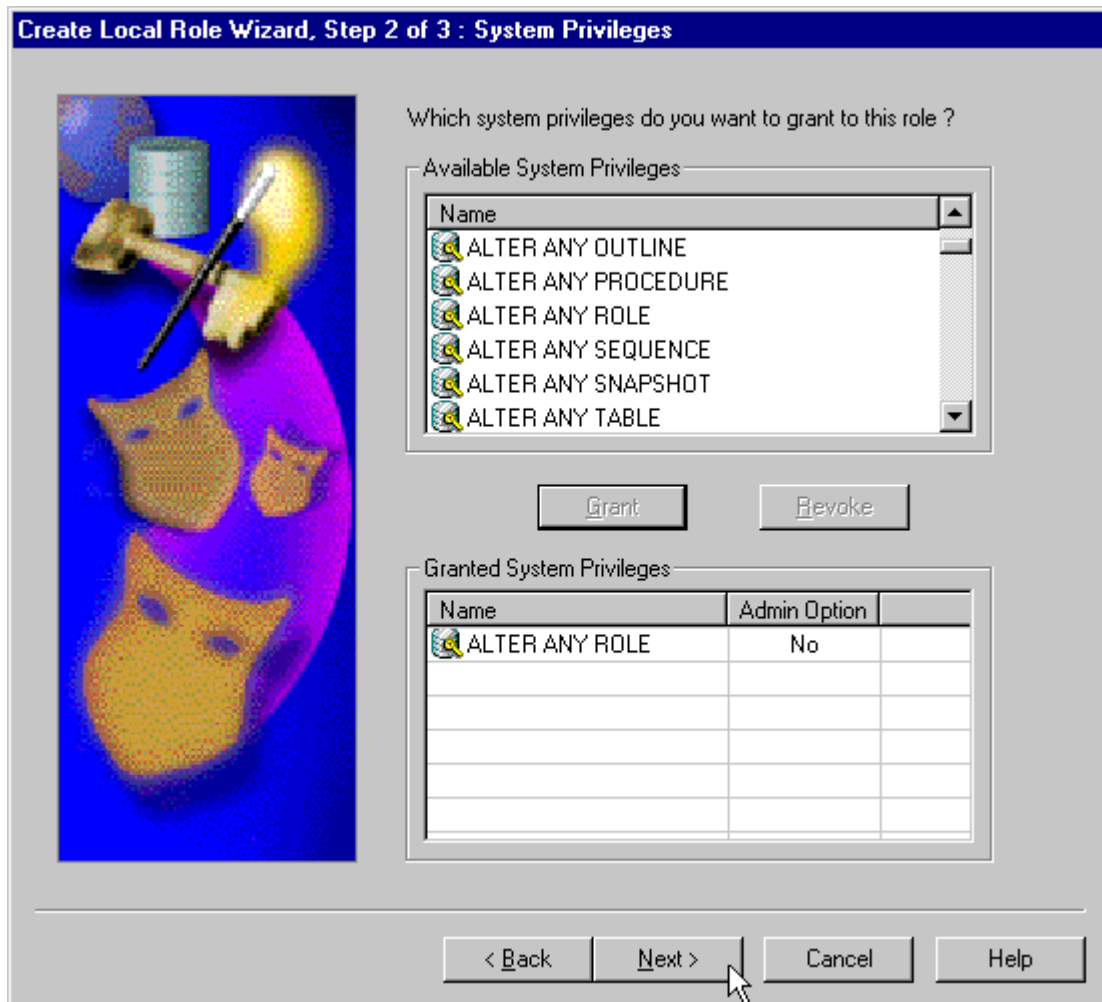 Create Local Role Wizard, Step 2 of 3 : System Privileges
Which system privileges do you want to grant to this role ?
Available System Privileges
Name
ALTER ANY OUTLINE
ALTER ANY PROCEDURE
ALTER ANY ROLE
ALTER ANY SEQUENCE
ALTER ANY SNAPSHOT
ALTER ANY TABLE
Grant Revoke
Granted System Privileges
Name Admin Option
ALTER ANY ROLE No
< Back Next > Cancel Help